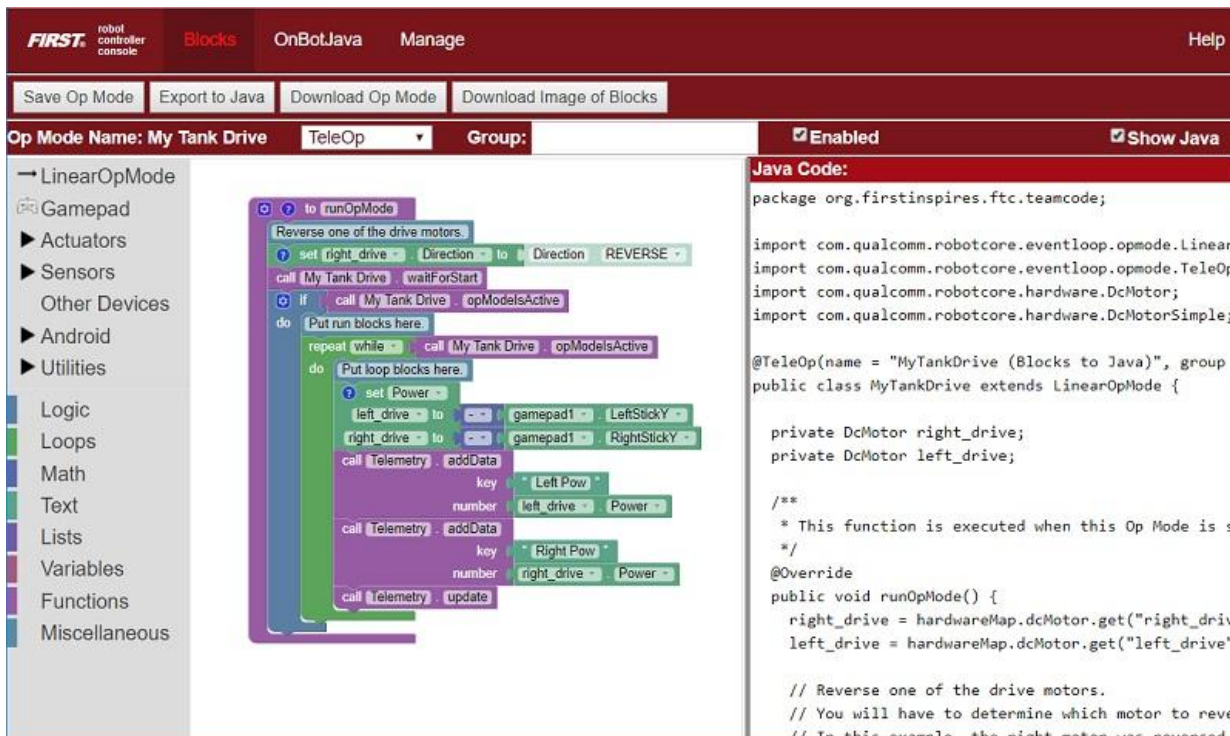 FIRST. robot controller console Blocks OnBotJava Manage Help
Save Op Mode Export to Java Download Op Mode Download Image of Blocks
Op Mode Name: My Tank Drive TeleOp Group: Enabled Show Java
LinearOpMode
Gamepad
Actuators
Sensors
Other Devices
Android
Utilities
Logic
Loops
Math
Text
Lists
Variables
Functions
Miscellaneous
to runOpMode
Reverse one of the drive motors.
set right_drive . Direction to Direction REVERSE
call My Tank Drive . waitForStart
if call My Tank Drive . opModeIsActive
do Put run blocks here.
repeat while call My Tank Drive . opModeIsActive
do Put loop blocks here.
set Power
left_drive to - gamepad1 . LeftStickY
right_drive to - gamepad1 . RightStickY
call Telemetry . addData
key " Left Pow "
number left_drive . Power
call Telemetry . addData
key " Right Pow "
number right_drive . Power
call Telemetry . update
Java Code:
package org.firstinspires.ftc.teamcode;
import com.qualcomm.robotcore.eventloop.opmode.Linear
import com.qualcomm.robotcore.eventloop.opmode.TeleOp
import com.qualcomm.robotcore.hardware.DcMotor;
import com.qualcomm.robotcore.hardware.DcMotorSimple;
@TeleOp(name = "MyTankDrive (Blocks to Java)", group
public class MyTankDrive extends LinearOpMode {
private DcMotor right_drive;
private DcMotor left_drive;
/**
* This function is executed when this Op Mode is s
*/
@Override
public void runOpMode() {
right_drive = hardwareMap.dcMotor.get("right_driv
left_drive = hardwareMap.dcMotor.get("left_drive"
// Reverse one of the drive motors.
// You will have to determine which motor to reve
// In this example, the right motor was reversed